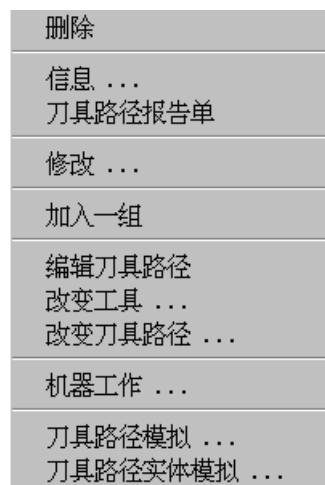 删除
信息 ...
刀具路径报告单
修改 ...
加入一组
编辑刀具路径
改变工具 ...
改变刀具路径 ...
机器工作 ...
刀具路径模拟 ...
刀具路径实体模拟 ...